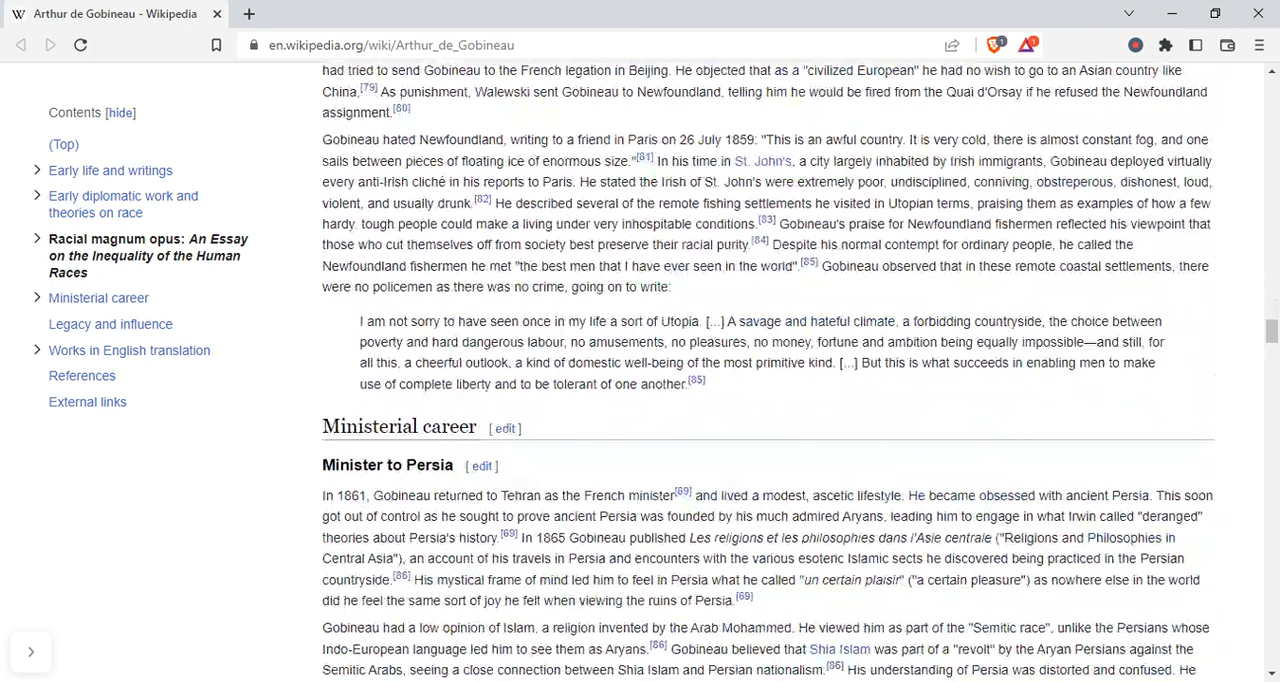 Arthur de Gobineau - Wikipedia
en.wikipedia.org/wiki/Arthur_de_Gobineau
1
1
Contents [hide]
(Top)
Early life and writings
Early diplomatic work and
theories on race
Racial magnum opus: An Essay
on the Inequality of the Human
Races
Ministerial career
Legacy and influence
Works in English translation
References
External links
had tried to send Gobineau to the French legation in Beijing. He objected that as a "civilized European" he had no wish to go to an Asian country like
China.[79] As punishment, Walewski sent Gobineau to Newfoundland, telling him he would be fired from the Quai d'Orsay if he refused the Newfoundland
assignment.[80]
Gobineau hated Newfoundland, writing to a friend in Paris on 26 July 1859: "This is an awful country. It is very cold, there is almost constant fog, and one
sails between pieces of floating ice of enormous size."[81] In his time in St. John's, a city largely inhabited by Irish immigrants, Gobineau deployed virtually
every anti-Irish cliché in his reports to Paris. He stated the Irish of St. John's were extremely poor, undisciplined, conniving, obstreperous, dishonest, loud,
violent, and usually drunk.[82] He described several of the remote fishing settlements he visited in Utopian terms, praising them as examples of how a few
hardy, tough people could make a living under very inhospitable conditions.[83] Gobineau's praise for Newfoundland fishermen reflected his viewpoint that
those who cut themselves off from society best preserve their racial purity.[84] Despite his normal contempt for ordinary people, he called the
Newfoundland fishermen he met "the best men that I have ever seen in the world".[85] Gobineau observed that in these remote coastal settlements, there
were no policemen as there was no crime, going on to write:
I am not sorry to have seen once in my life a sort of Utopia. [...] A savage and hateful climate, a forbidding countryside, the choice between
poverty and hard dangerous labour, no amusements, no pleasures, no money, fortune and ambition being equally impossible—and still, for
all this, a cheerful outlook, a kind of domestic well-being of the most primitive kind. [...] But this is what succeeds in enabling men to make
use of complete liberty and to be tolerant of one another.[85]
Ministerial career [ edit ]
Minister to Persia [ edit ]
In 1861, Gobineau returned to Tehran as the French minister[69] and lived a modest, ascetic lifestyle. He became obsessed with ancient Persia. This soon
got out of control as he sought to prove ancient Persia was founded by his much admired Aryans, leading him to engage in what Irwin called "deranged"
theories about Persia's history.[69] In 1865 Gobineau published Les religions et les philosophies dans l'Asie centrale ("Religions and Philosophies in
Central Asia"), an account of his travels in Persia and encounters with the various esoteric Islamic sects he discovered being practiced in the Persian
countryside.[86] His mystical frame of mind led him to feel in Persia what he called "un certain plaisir" ("a certain pleasure") as nowhere else in the world
did he feel the same sort of joy he felt when viewing the ruins of Persia.[69]
Gobineau had a low opinion of Islam, a religion invented by the Arab Mohammed. He viewed him as part of the "Semitic race", unlike the Persians whose
Indo-European language led him to see them as Aryans.[86] Gobineau believed that Shia Islam was part of a "revolt" by the Aryan Persians against the
Semitic Arabs, seeing a close connection between Shia Islam and Persian nationalism.[86] His understanding of Persia was distorted and confused. He